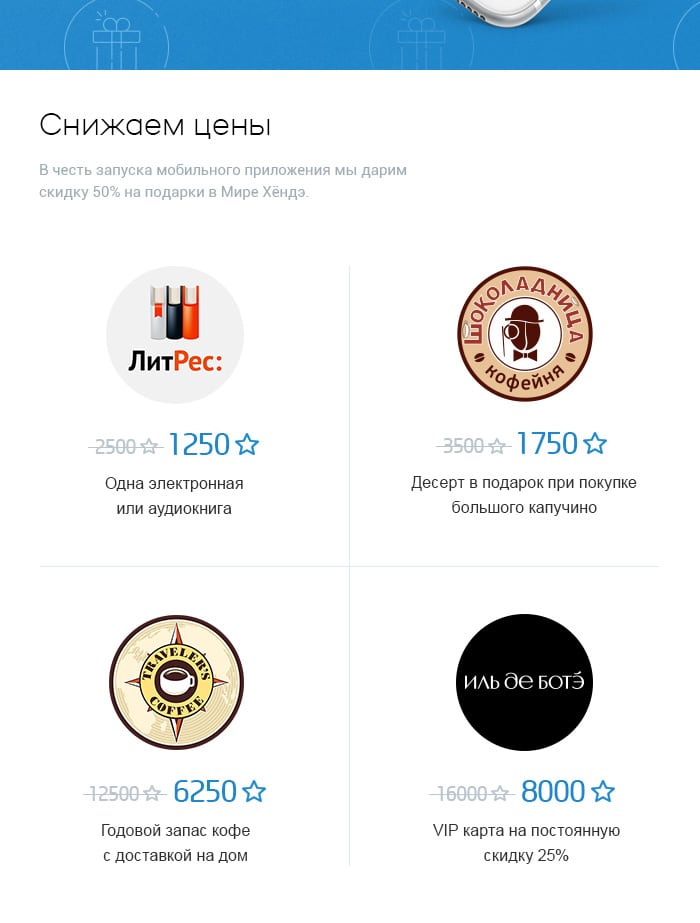 Снижаем цены
В честь запуска мобильного приложения мы дарим
скидку 50% на подарки в Мире Хёндэ.
ЛитРес:
2500 1250
Одна электронная
или аудиокнига
ШОКОЛАДНИЦА
кофейня
3500 1750
Десерт в подарок при покупке
большого капучино
TRAVELER'S
COFFEE
12500 6250
Годовой запас кофе
с доставкой на дом
ИЛЬ ДЕ БОТЭ
16000 8000
VIP карта на постоянную
скидку 25%